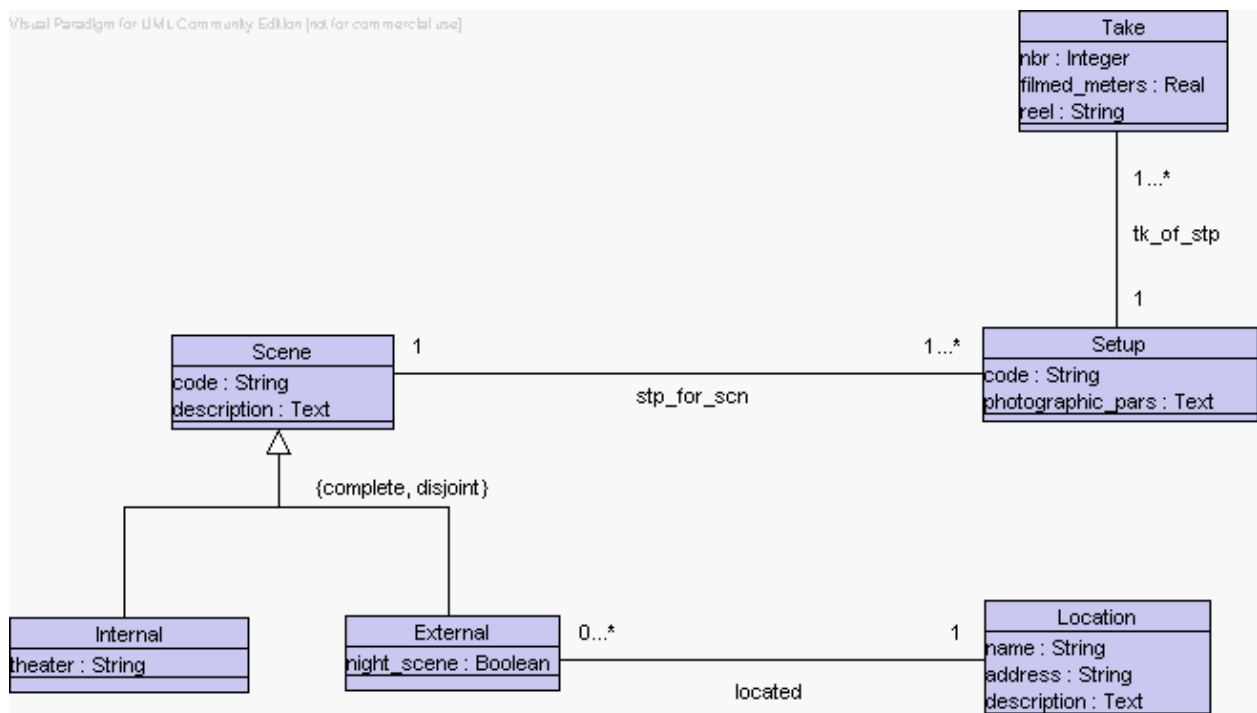 Visual Paradigm for UML Community Edition [not for commercial use]
Take
nbr : Integer
filmed_meters : Real
reel : String
1...*
tk_of_stp
1
Setup
code : String
photographic_pars : Text
Scene
code : String
description : Text
1
1...*
stp_for_scn
{complete, disjoint}
Internal
theater : String
External
night_scene : Boolean
0...*
1
located
Location
name : String
address : String
description : Text